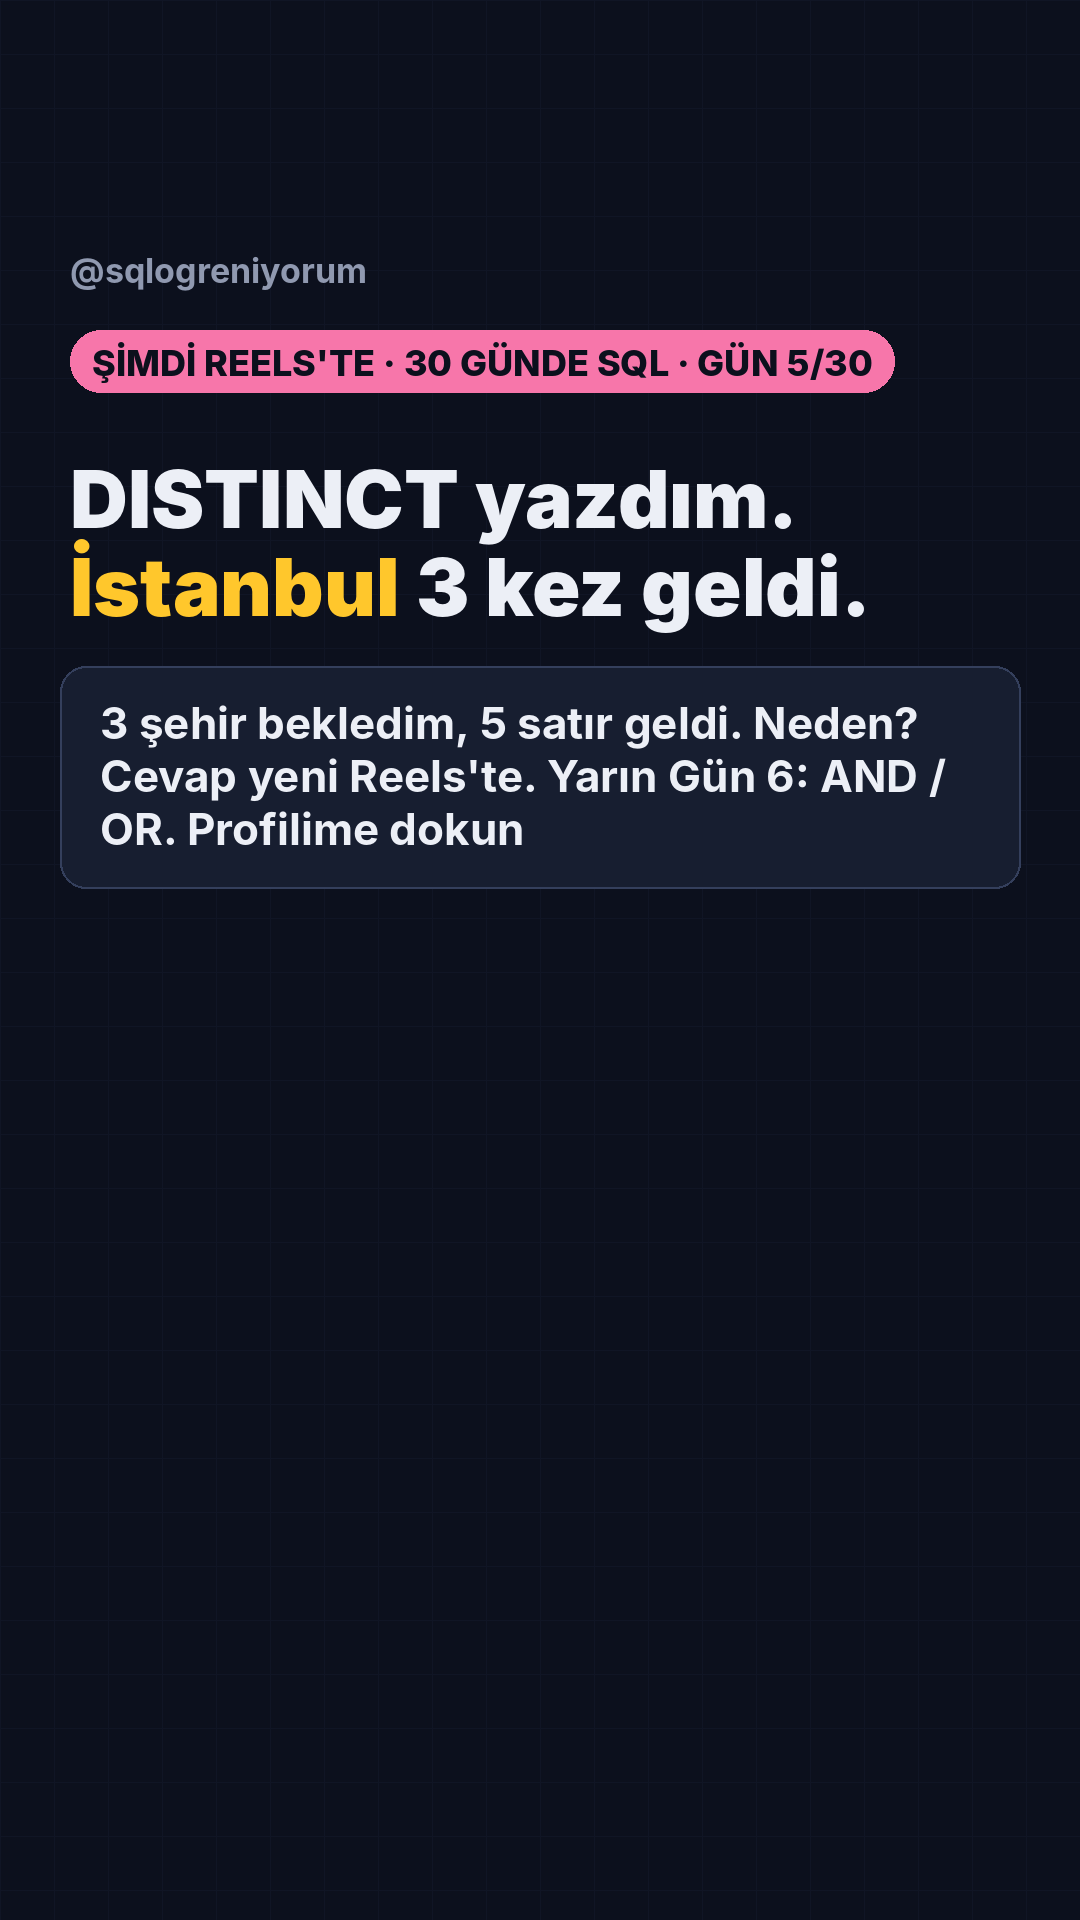 @sqlogreniyorum
ŞİMDİ REELS'TE · 30 GÜNDE SQL · GÜN 5/30
DISTINCT yazdım.
İstanbul 3 kez geldi.
3 şehir bekledim, 5 satır geldi. Neden?
Cevap yeni Reels'te. Yarın Gün 6: AND /
OR. Profilime dokun